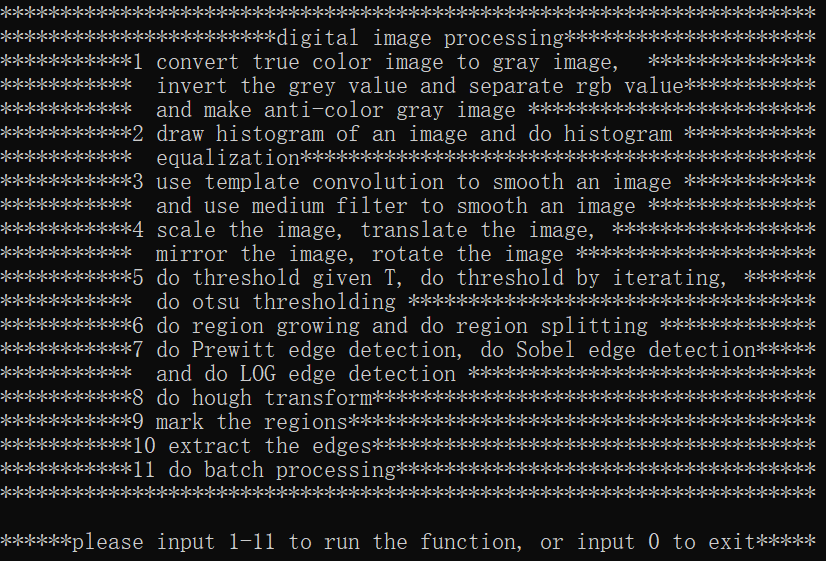 ********************************************************************
***********************digital image processing*********************
***********1 convert true color image to gray image,  **************
***********  invert the grey value and separate rgb value***********
***********  and make anti-color gray image ************************
***********2 draw histogram of an image and do histogram ***********
***********  equalization*******************************************
***********3 use template convolution to smooth an image ***********
***********  and use medium filter to smooth an image **************
***********4 scale the image, translate the image, *****************
***********  mirror the image, rotate the image ********************
***********5 do threshold given T, do threshold by iterating, ******
***********  do otsu thresholding **********************************
***********6 do region growing and do region splitting *************
***********7 do Prewitt edge detection, do Sobel edge detection*****
***********  and do LOG edge detection *****************************
***********8 do hough transform*************************************
***********9 mark the regions***************************************
***********10 extract the edges*************************************
***********11 do batch processing***********************************
********************************************************************
******please input 1-11 to run the function, or input 0 to exit*****